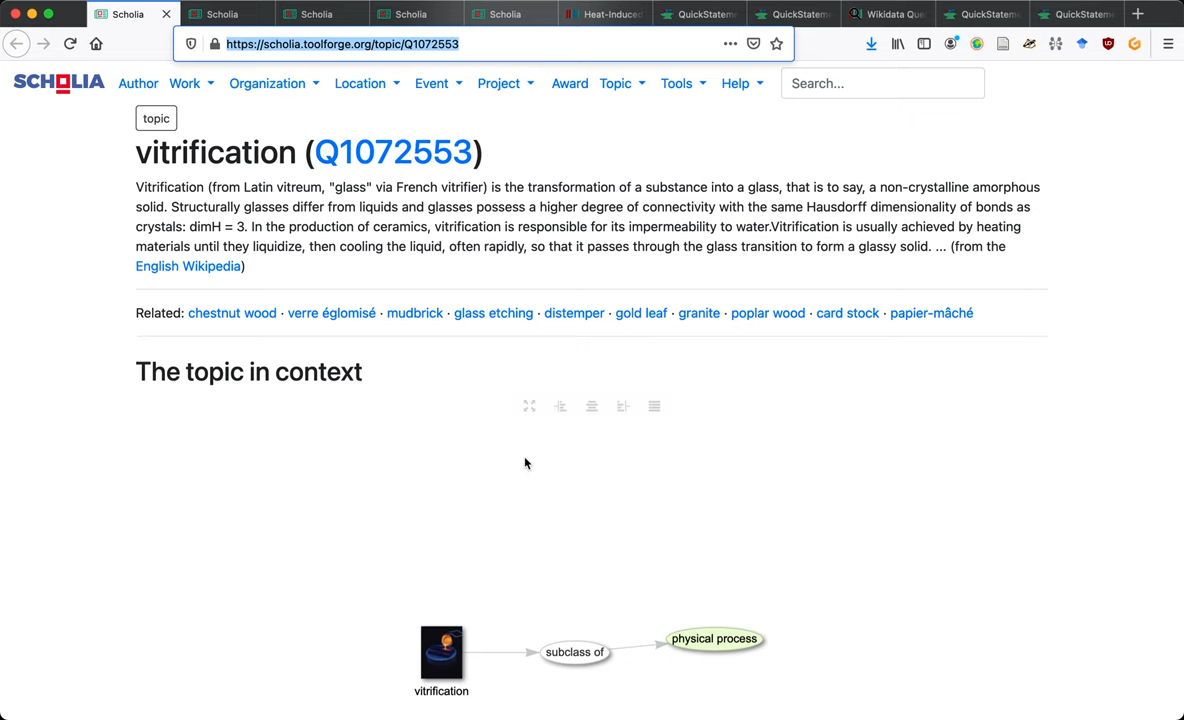 Scholia
Scholia
Scholia
Scholia
Scholia
Heat-Induced
QuickStateme
QuickStateme
Wikidata Que
QuickStateme
QuickStateme
https://scholia.toolforge.org/topic/Q1072553
SCHOLIA Author Work Organization Location Event Project Award Topic Tools Help Search...
topic
vitrification (Q1072553)
Vitrification (from Latin vitreum, "glass" via French vitrifier) is the transformation of a substance into a glass, that is to say, a non-crystalline amorphous
solid. Structurally glasses differ from liquids and glasses possess a higher degree of connectivity with the same Hausdorff dimensionality of bonds as
crystals: dimH = 3. In the production of ceramics, vitrification is responsible for its impermeability to water.Vitrification is usually achieved by heating
materials until they liquidize, then cooling the liquid, often rapidly, so that it passes through the glass transition to form a glassy solid. ... (from the
English Wikipedia)
Related: chestnut wood · verre églomisé · mudbrick · glass etching · distemper · gold leaf · granite · poplar wood · card stock · papier-mâché
The topic in context
physical process
subclass of
vitrification